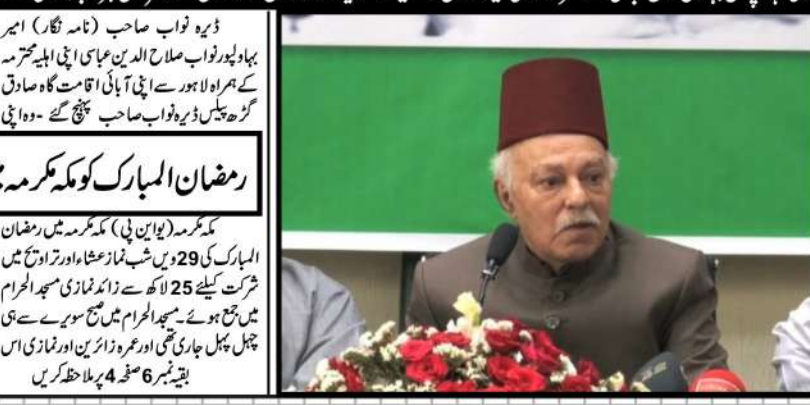 ڈیرہ نواب صاحب (نامہ نگار) امیر
بہاولپور نواب صلاح الدین عباسی اپنی اہلیہ محترمہ
کے ہمراہ لاہور سے اپنی آبائی اقامت گاہ صادق
گڑھ پیلس ڈیرہ نواب صاحب پہنچ گئے -وہ اپنی
رمضان المبارک کو مکہ مکرمہ
مکہ مکرمہ (یو این پی) مکہ مکرمہ میں رمضان
المبارک کی 29 ویں شب نماز عشاء اور تراویح میں
شرکت کیلئے 25 لاکھ سے زائد نمازی مسجد الحرام
میں جمع ہوئے۔ مسجد الحرام میں صبح سویرے سے ہی
چہل پہل جاری تھی اور عمرہ زائرین اور نمازی اس
بقیہ نمبر 6 صفحہ 4 پر ملاحظہ کریں